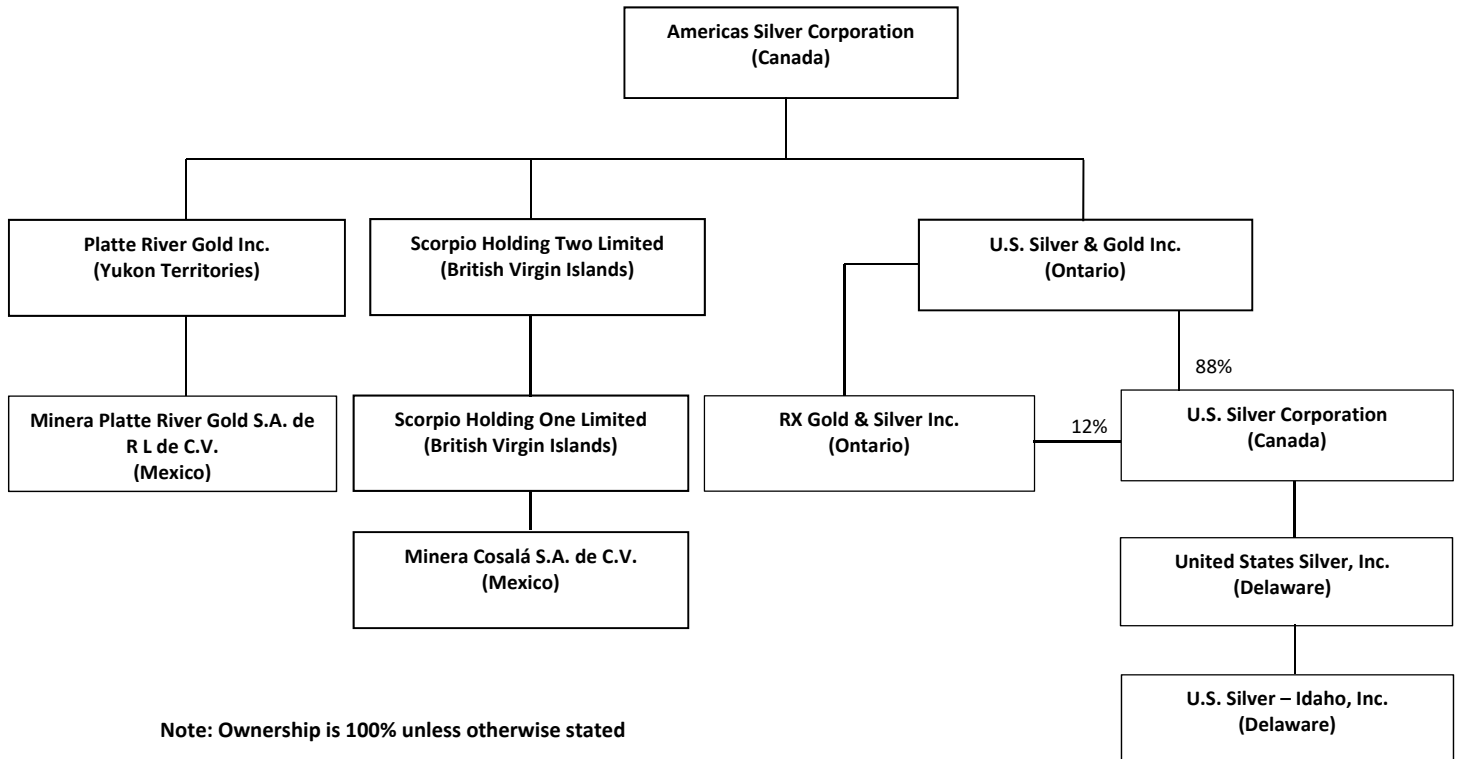 Americas Silver Corporation
(Canada)
Platte River Gold Inc.
(Yukon Territories)
Scorpio Holding Two Limited
(British Virgin Islands)
U.S. Silver & Gold Inc.
(Ontario)
88%
Minera Platte River Gold S.A. de
R L de C.V.
(Mexico)
Scorpio Holding One Limited
(British Virgin Islands)
RX Gold & Silver Inc.
(Ontario)
12%
U.S. Silver Corporation
(Canada)
Minera Cosalá S.A. de C.V.
(Mexico)
United States Silver, Inc.
(Delaware)
U.S. Silver – Idaho, Inc.
(Delaware)
Note: Ownership is 100% unless otherwise stated